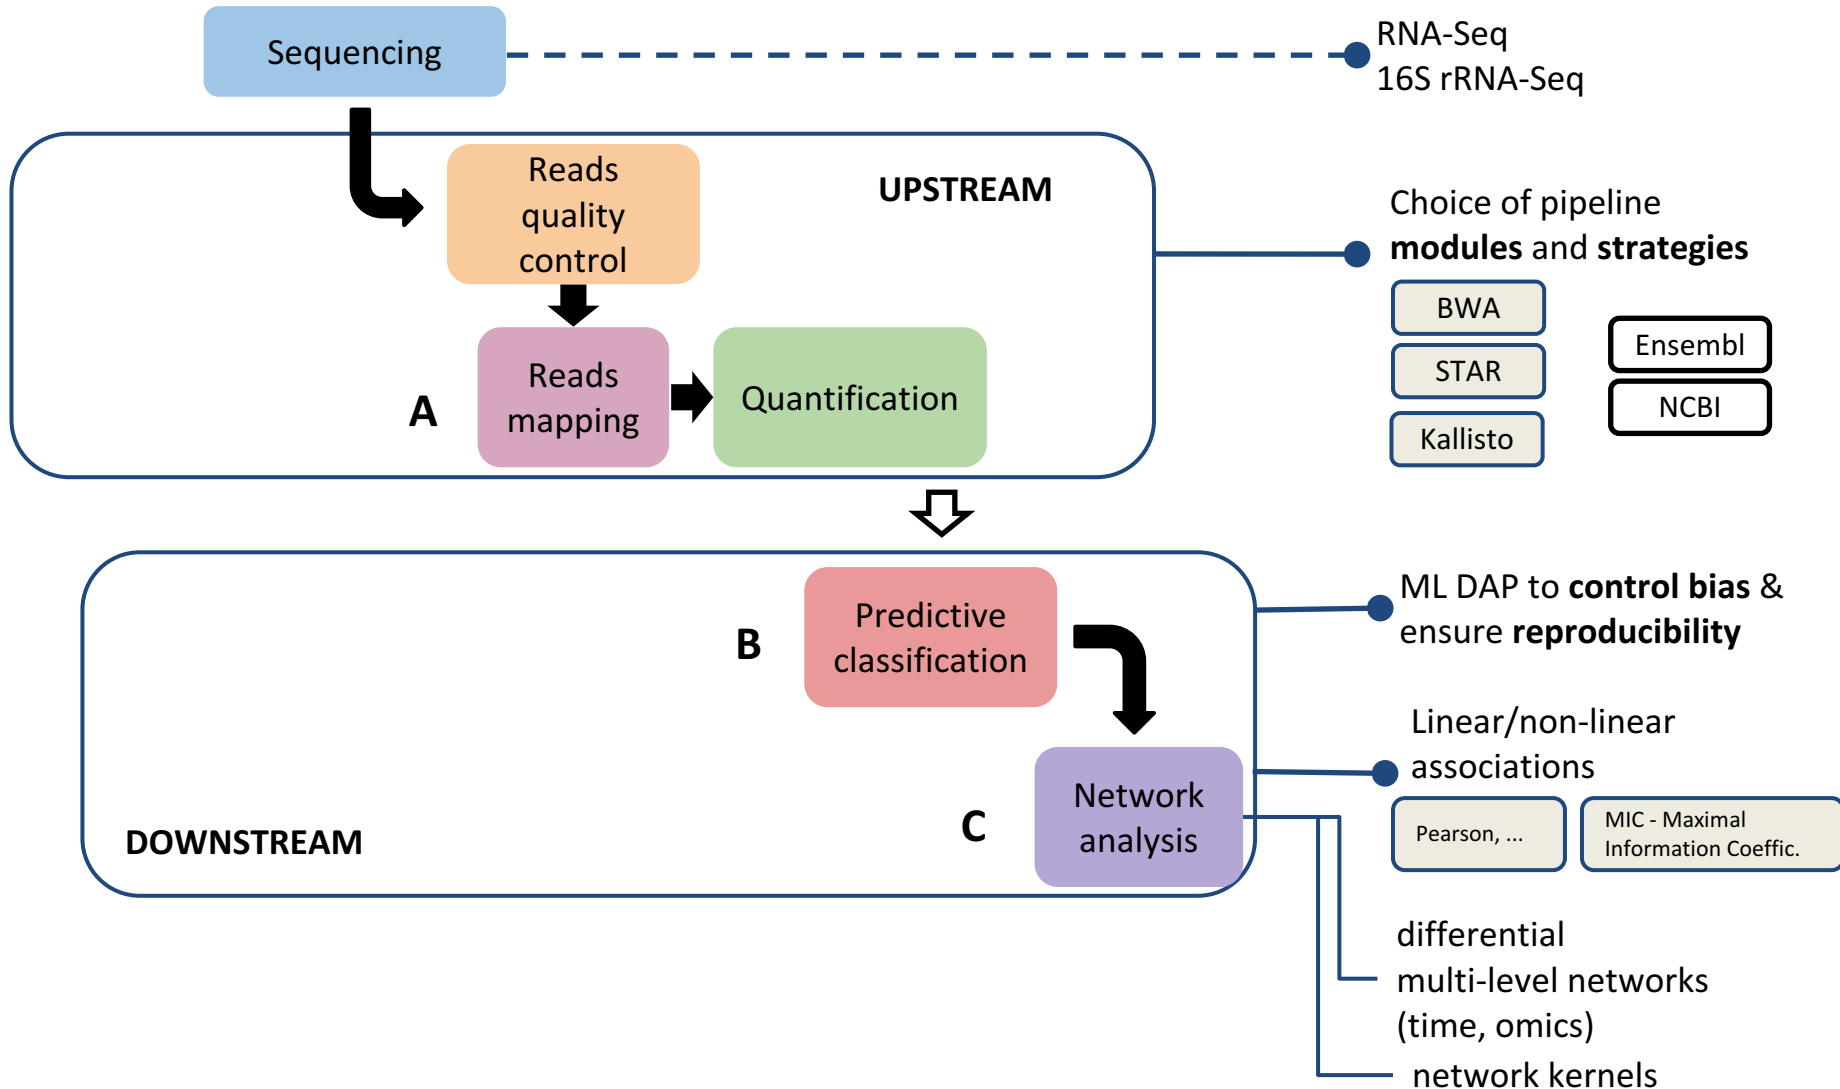 Sequencing
RNA-Seq
16S rRNA-Seq
Reads
quality
control
UPSTREAM
Choice of pipeline
modules and strategies
BWA
STAR
Kallisto
Ensembl
NCBI
A
Reads
mapping
Quantification
B
Predictive
classification
ML DAP to control bias &
ensure reproducibility
Linear/non-linear
associations
Pearson, ...
MIC - Maximal
Information Coeffic.
C
Network
analysis
DOWNSTREAM
differential
multi-level networks
(time, omics)
network kernels